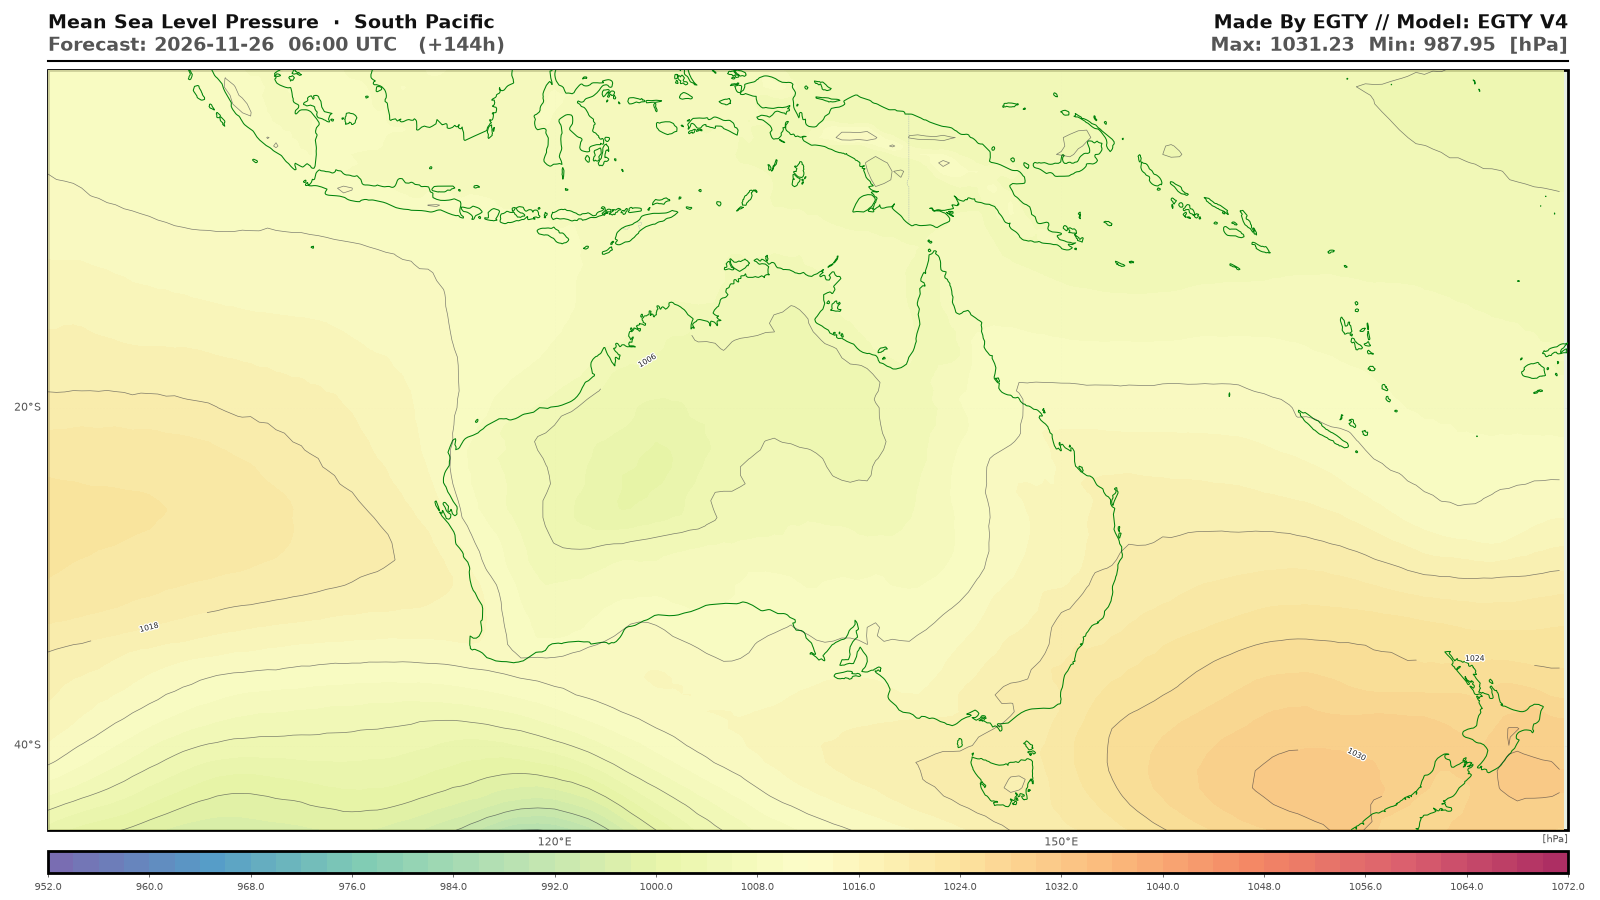 Mean Sea Level Pressure · South Pacific
Made By EGTY // Model: EGTY V4
Forecast: 2026-11-26 06:00 UTC (+144h)
Max: 1031.23 Min: 987.95 [hPa]
1006
20°S
1018
1024
40°S
1030
120°E
150°E
[hPa]
952.0 960.0 968.0 976.0 984.0 992.0 1000.0 1008.0 1016.0 1024.0 1032.0 1040.0 1048.0 1056.0 1064.0 1072.0